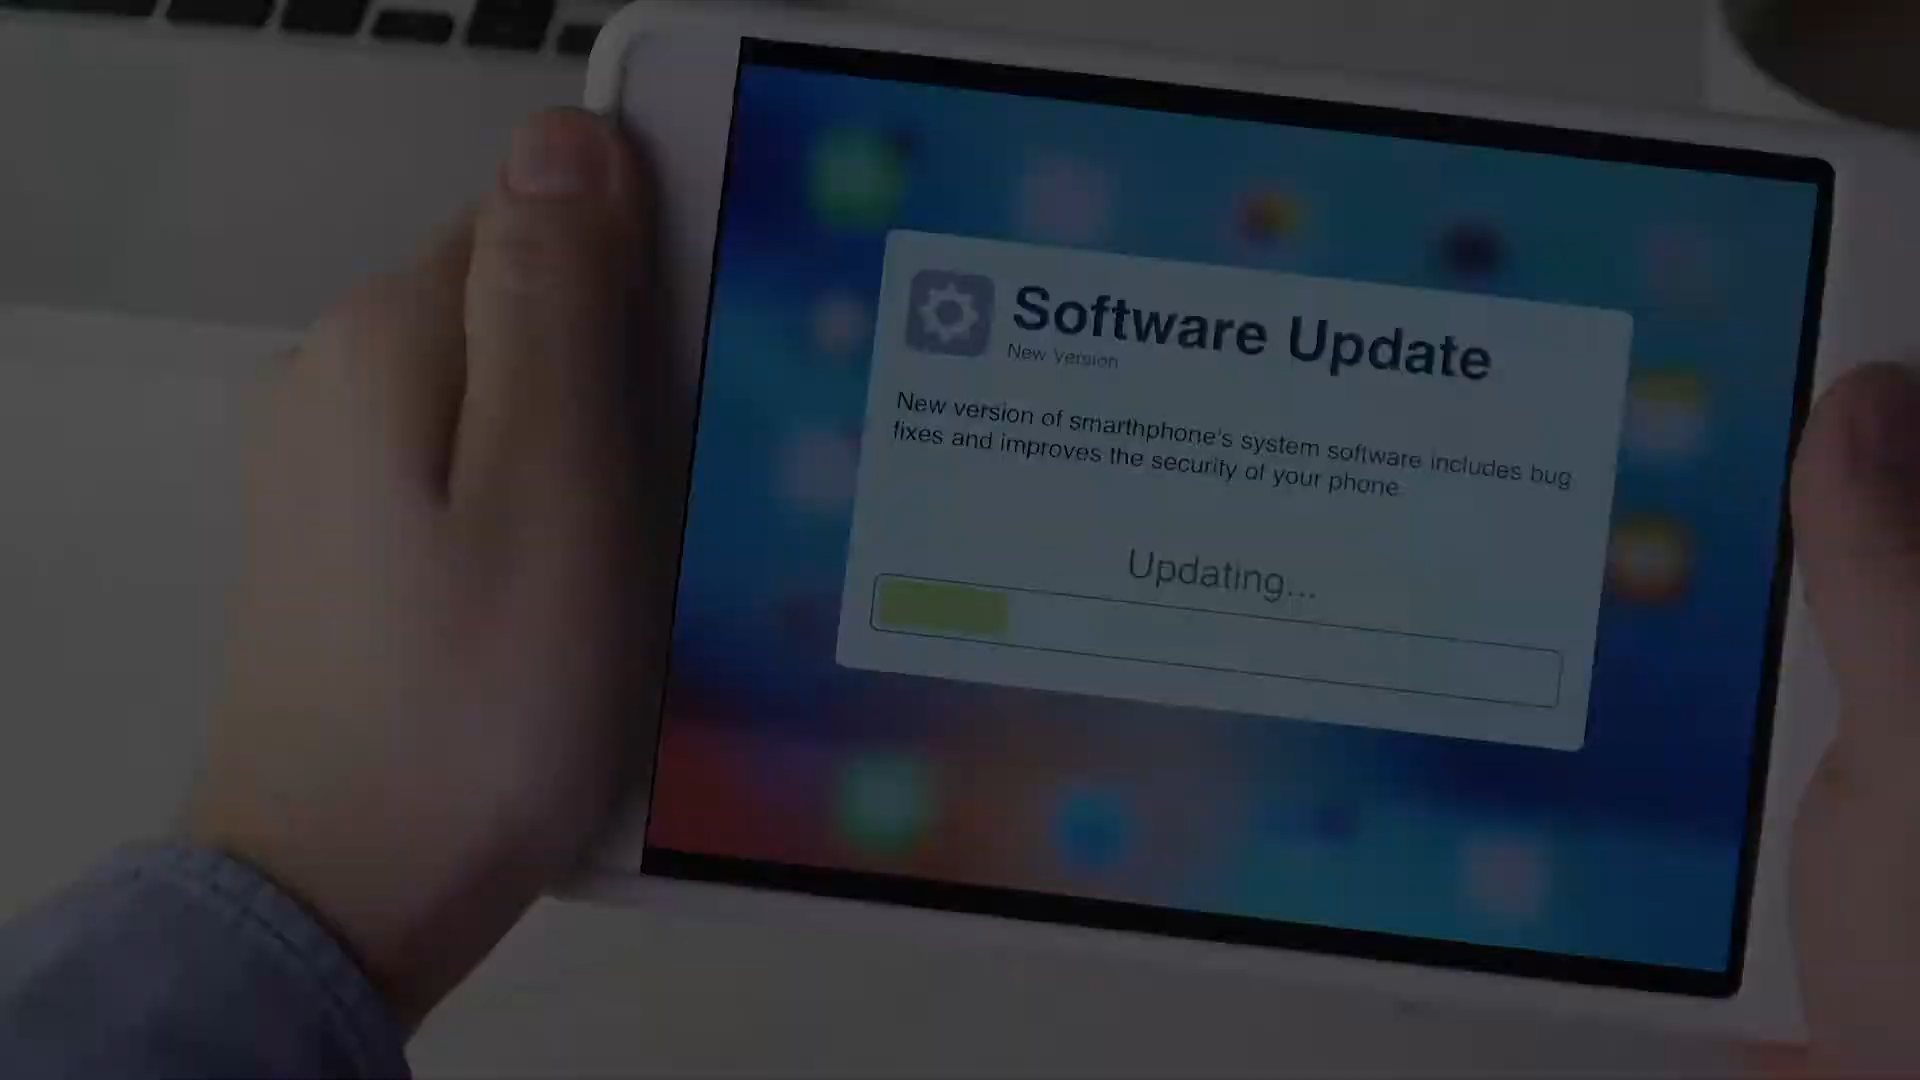 Software Update
New Version
New version of smarthphone's system software includes bug
fixes and improves the security of your phone.
Updating...